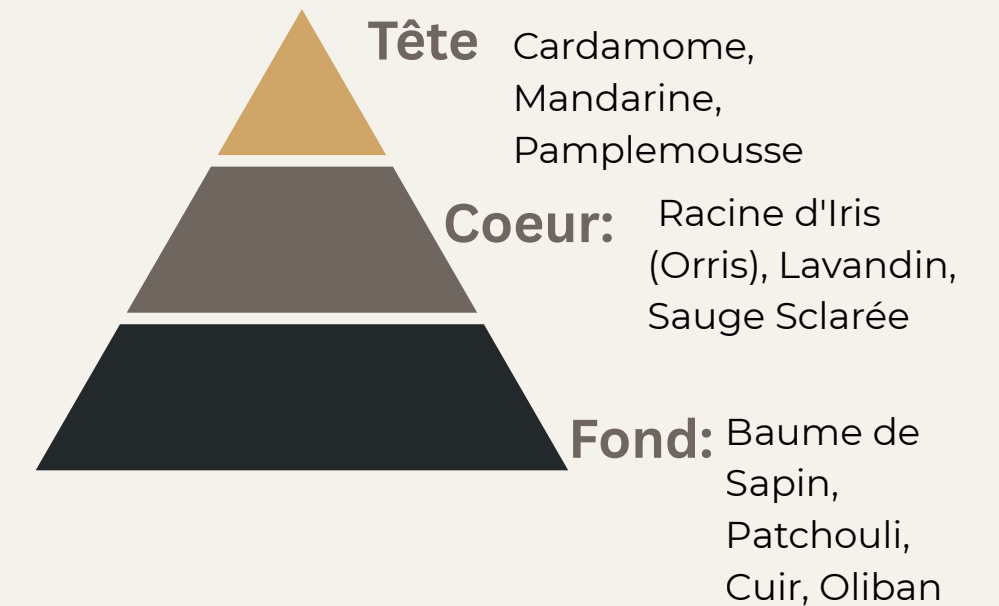 Tête
Cardamome,
Mandarine,
Pamplemousse
Coeur:
Racine d'Iris
(Orris), Lavandin,
Sauge Sclarée
Fond:
Baume de
Sapin,
Patchouli,
Cuir, Oliban